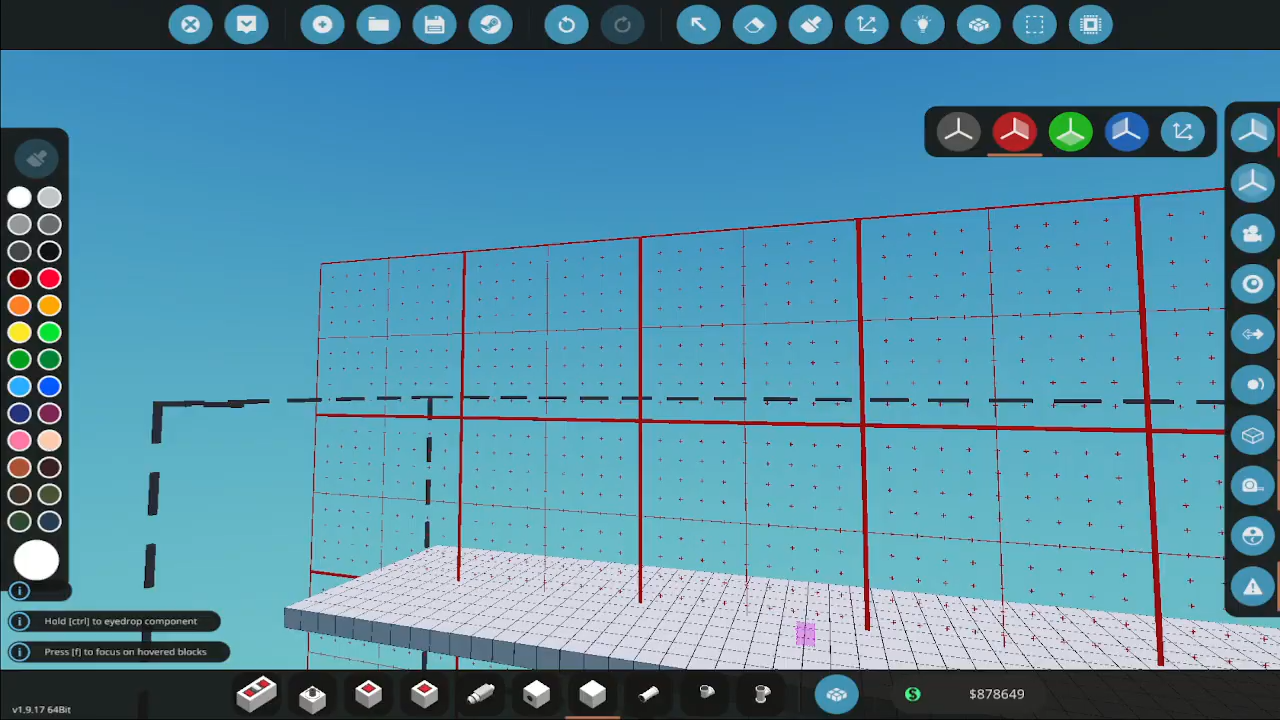 Hold [ctrl] to eyedrop component
Press [f] to focus on hovered blocks
v1.9.17 64Bit
$878649